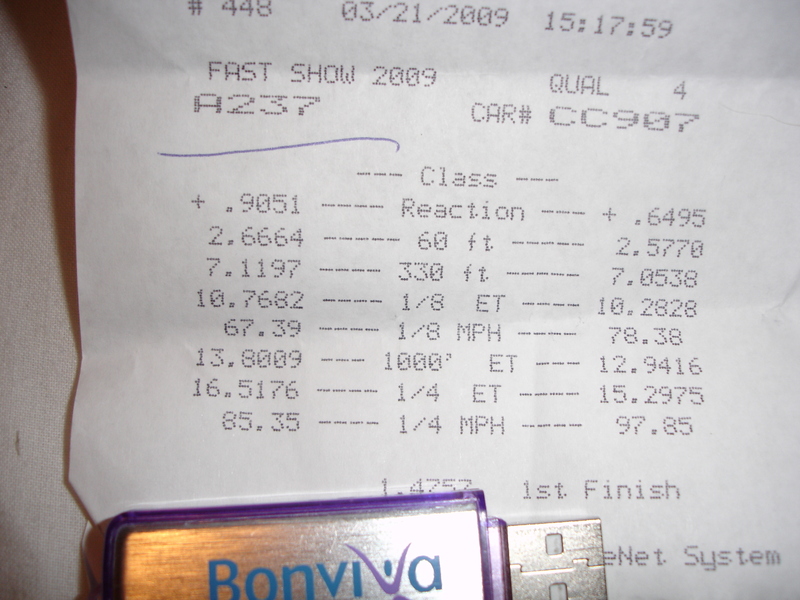 # 448 03/21/2009 15:17:59
FAST SHOW 2009 QUAL 4
A237 CAR# CC907
--- Class ---
+ .9051 ---- Reaction --- + .6495
2.6664 ----- 60 ft ----- 2.5770
7.1197 ---- 330 ft ----- 7.0538
10.7682 ---- 1/8 ET ---- 10.2828
67.39 ---- 1/8 MPH ---- 78.38
13.8009 --- 1000' ET --- 12.9416
16.5176 ---- 1/4 ET ---- 15.2975
85.35 ---- 1/4 MPH ---- 97.85
1.4757 1st Finish
eNet System
Bonviva